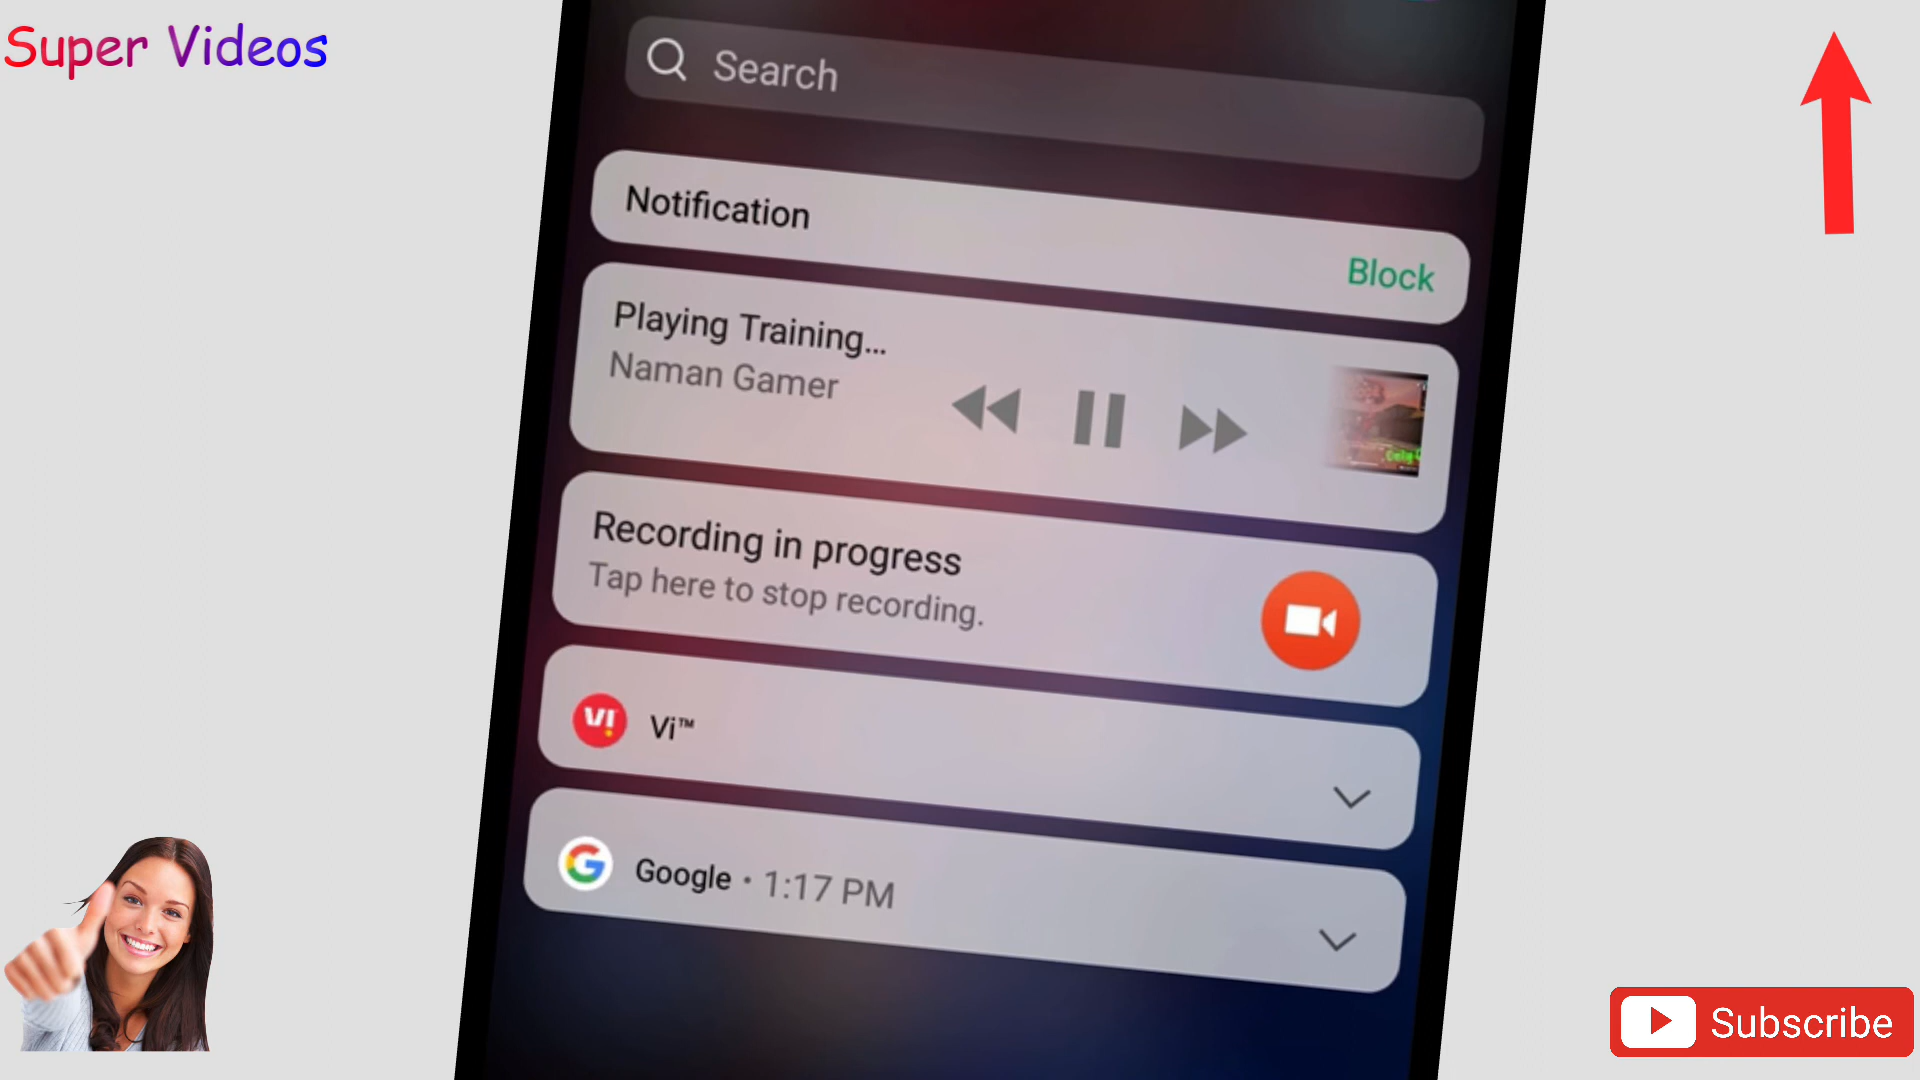 Super Videos
Search
Notification
Block
Playing Training...
Naman Gamer
Recording in progress
Tap here to stop recording.
VI
Vi™
Google • 1:17 PM
Subscribe